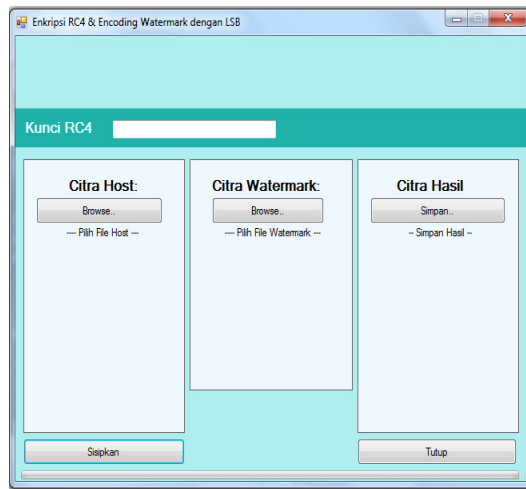 Enkripsi RC4 & Encoding Watermark dengan LSB
Kunci RC4
Citra Host: Citra Watermark: Citra Hasil
Browse.. Browse.. Simpan..
---- Pilih File Host --- ---- Pilih File Watermark --- -- Simpan Hasil --
Sisipkan Tutup